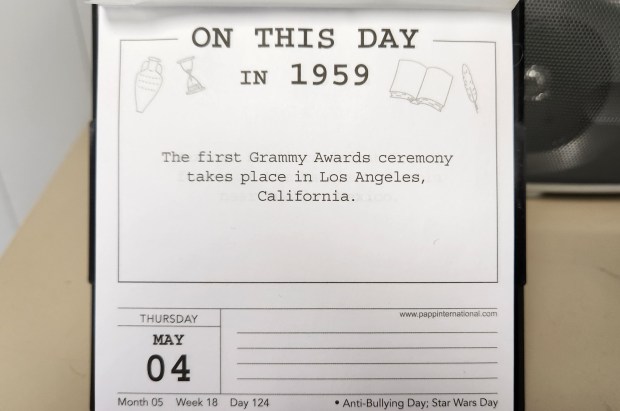 ON THIS DAY
IN 1959
The first Grammy Awards ceremony
takes place in Los Angeles,
California.
www.pappinternational.com
THURSDAY
MAY
04
Month 05 Week 18 Day 124 • Anti-Bullying Day; Star Wars Day